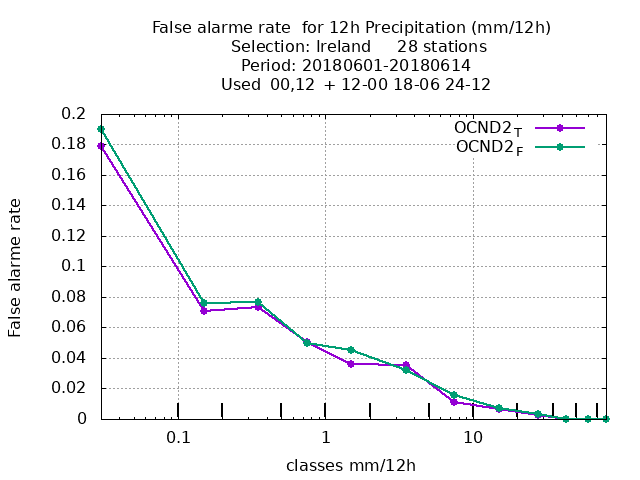 False alarme rate  for 12h Precipitation (mm/12h)
Selection: Ireland     28 stations
Period: 20180601-20180614
Used  00,12  + 12-00 18-06 24-12
OCND2T
OCND2F
0.2
0.18
0.16
0.14
0.12
0.1
0.08
0.06
0.04
0.02
0
False alarme rate
0.1 1 10
classes mm/12h